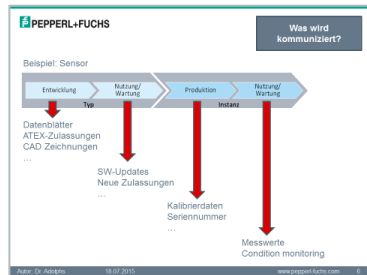 PEPPERL+FUCHS
Was wird
kommuniziert?
Beispiel: Sensor
Entwicklung
Nutzung/
Wartung
Produktion
Nutzung/
Wartung
Typ
Instanz
Datenblätter
ATEX-Zulassungen
CAD Zeichnungen
…
SW-Updates
Neue Zulassungen
…
Kalibrierdaten
Seriennummer
…
Messwerte
Condition monitoring
Autor: Dr. Adolphs
18.07.2015
www.pepperl-fuchs.com
6